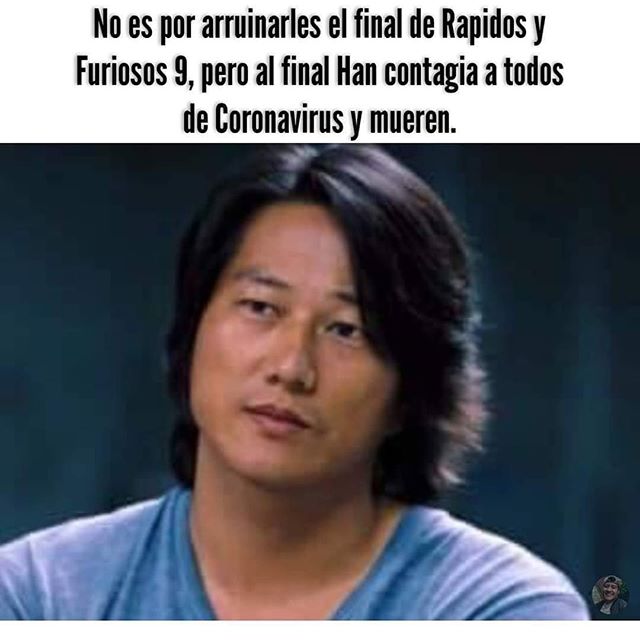 No es por arruinarles el final de Rapidos y
Furiosos 9, pero al final Han contagia a todos
de Coronavirus y mueren.